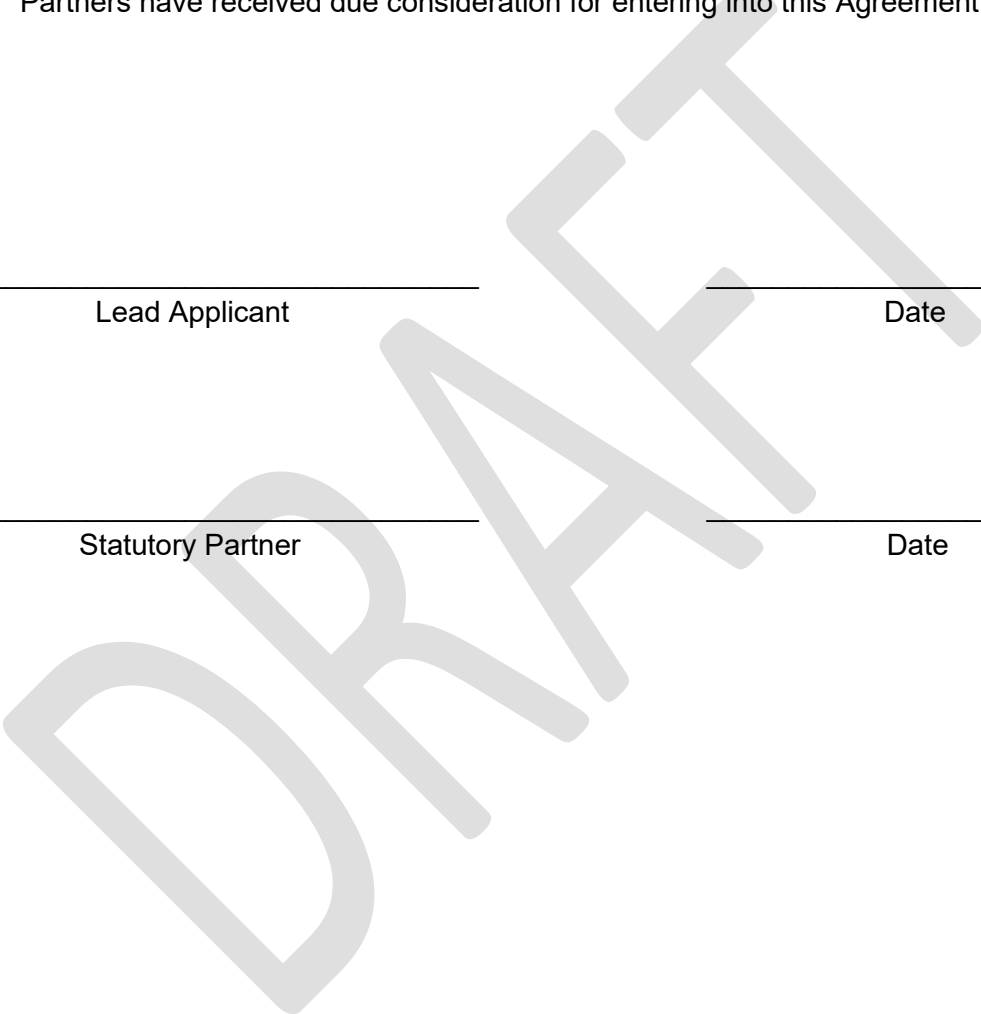 Partners have received due consideration for entering into this Agreement
Lead Applicant Date
Statutory Partner Date
DRAFT